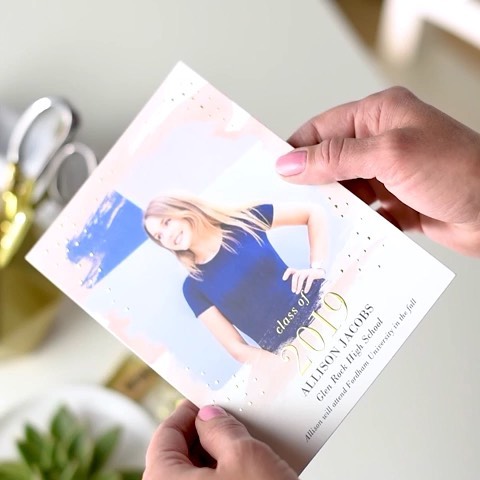 class of
2019
ALLISON JACOBS
Glen Rock High School
Allison will attend Fordham University in the fall